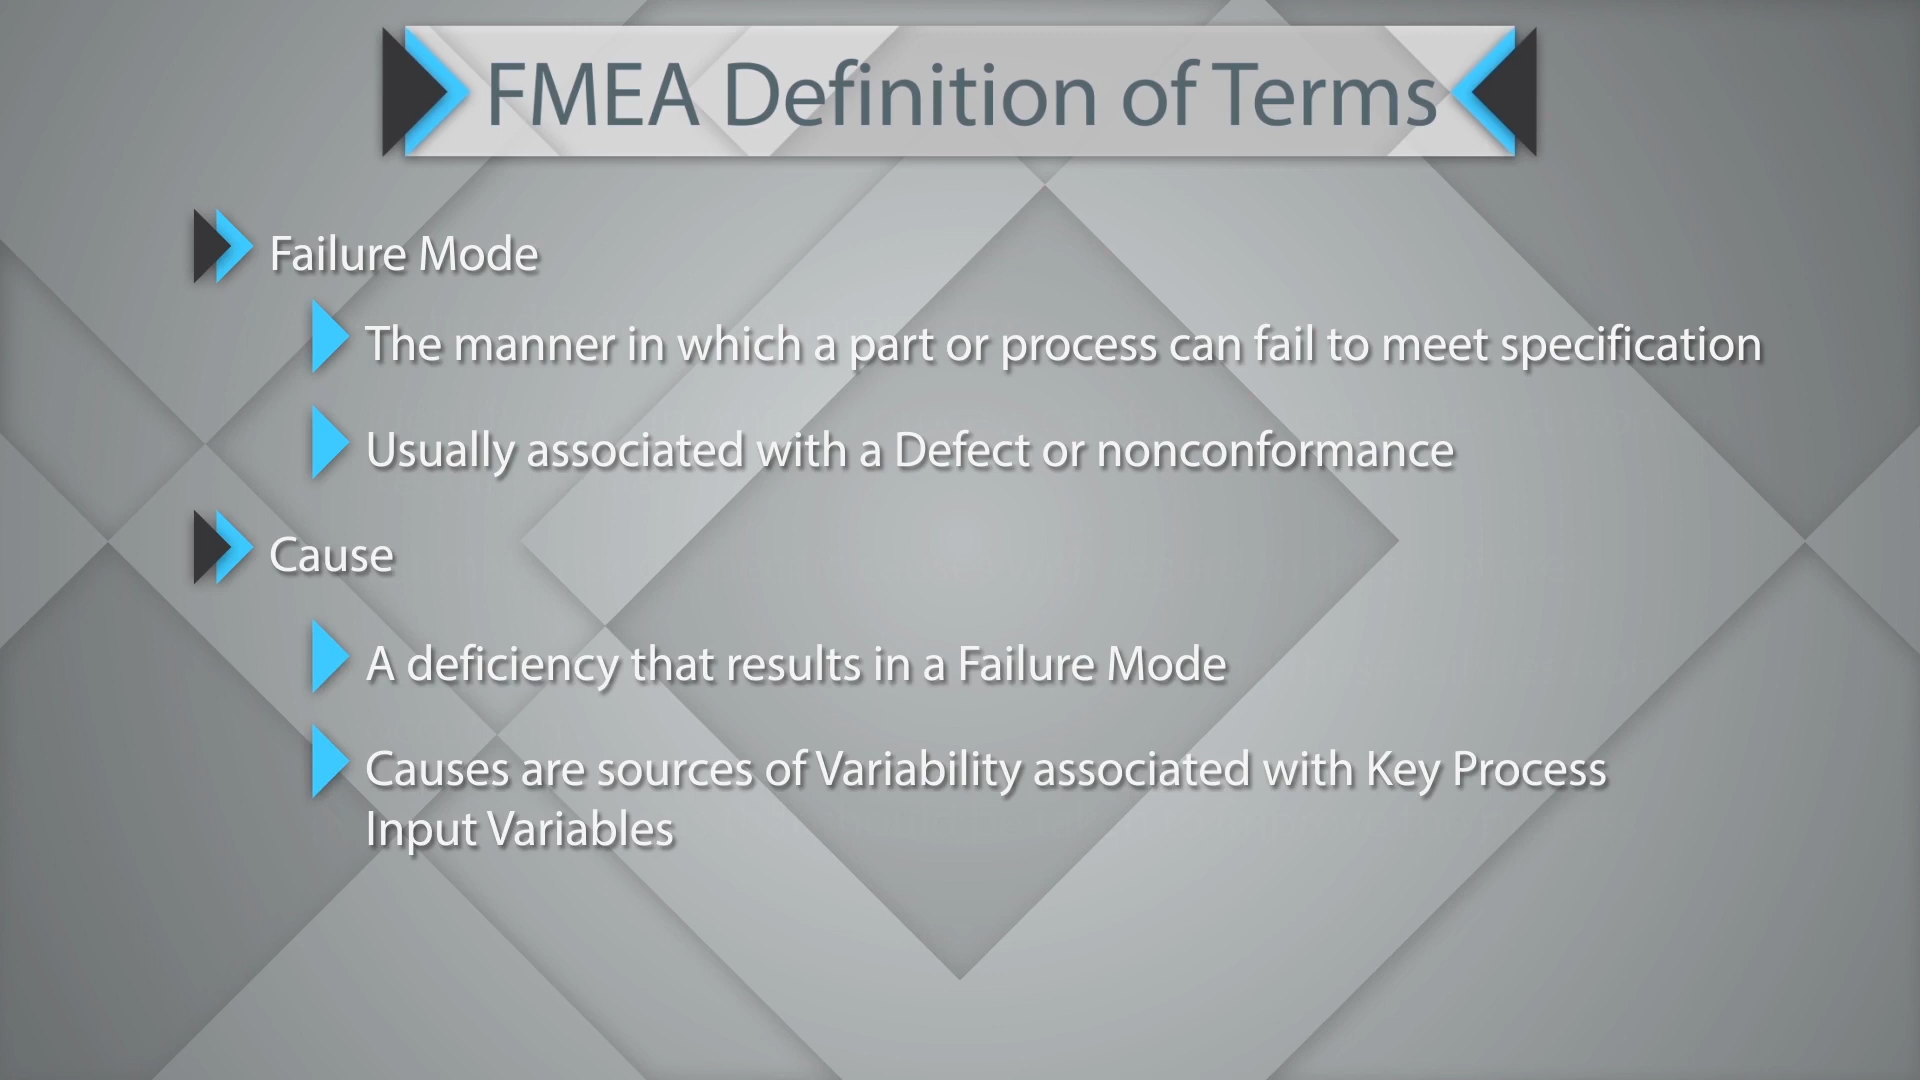 FMEA Definition of Terms
Failure Mode
The manner in which a part or process can fail to meet specification
Usually associated with a Defect or nonconformance
Cause
A deficiency that results in a Failure Mode
Causes are sources of Variability associated with Key Process
Input Variables